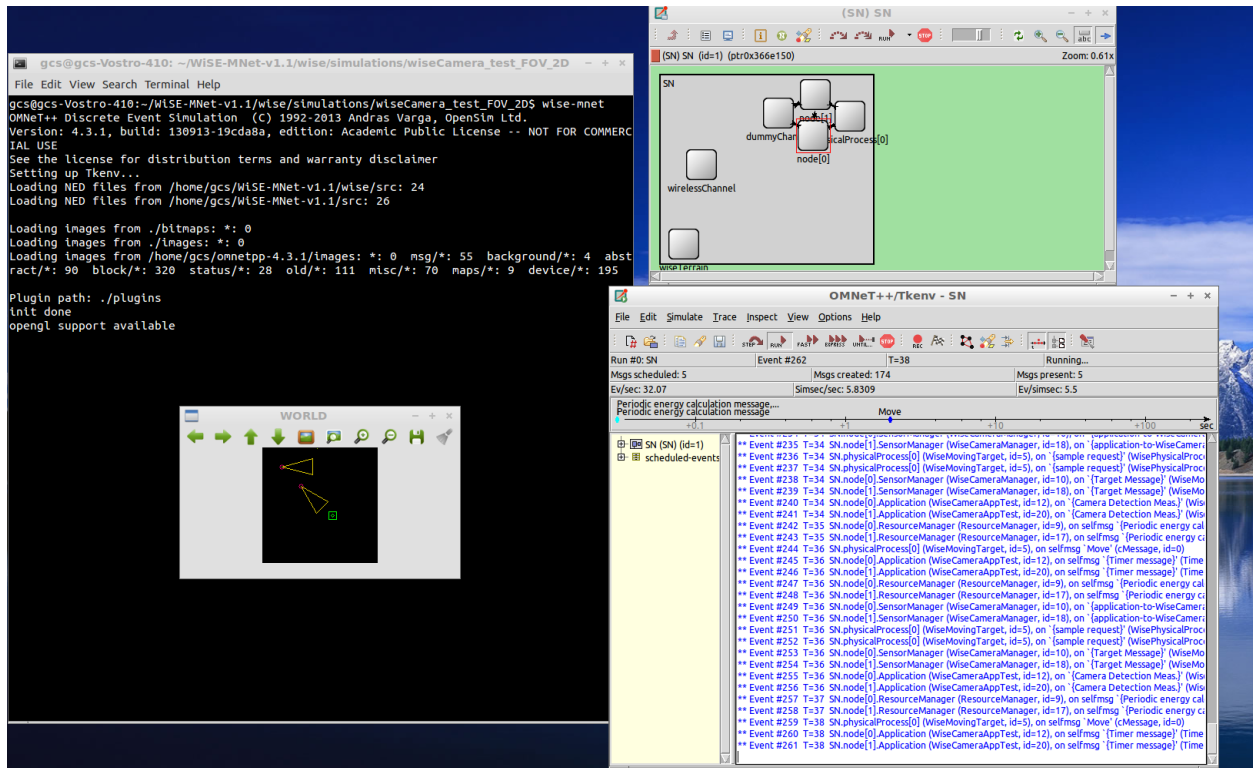 gcs@gcs-Vostro-410: ~/WiSE-MNet-v1.1/wise/simulations/wiseCamera_test_FOV_2D
File Edit View Search Terminal Help
gcs@gcs-Vostro-410:~/WiSE-MNet-v1.1/wise/simulations/wiseCamera_test_FOV_2D$ wise-mnet
OMNeT++ Discrete Event Simulation (C) 1992-2013 Andras Varga, OpenSim Ltd.
Version: 4.3.1, build: 130913-19cda8a, edition: Academic Public License -- NOT FOR COMMERC
IAL USE
See the license for distribution terms and warranty disclaimer
Setting up Tkenv...
Loading NED files from /home/gcs/WiSE-MNet-v1.1/wise/src: 24
Loading NED files from /home/gcs/WiSE-MNet-v1.1/src: 26
Loading images from ./bitmaps: *: 0
Loading images from ./images: *: 0
Loading images from /home/gcs/omnetpp-4.3.1/images: *: 0 msg/*: 55 background/*: 4 abst
ract/*: 90 block/*: 320 status/*: 28 old/*: 111 misc/*: 70 maps/*: 9 device/*: 195
Plugin path: ./plugins
init done
opengl support available
WORLD
(SN) SN
RUN STOP abc
(SN) SN (id=1) (ptr0x366e150) Zoom: 0.61x
SN
node[1]
dummyChan sicalProcess[0]
node[0]
wirelessChannel
wiseTerrain
OMNeT++/Tkenv - SN
File Edit Simulate Trace Inspect View Options Help
STEP RUN FAST EXPRESS UNTIL... STOP REC
Run #0: SN Event #262 T=38 Running...
Msgs scheduled: 5 Msgs created: 174 Msgs present: 5
Ev/sec: 32.07 Simsec/sec: 5.8309 Ev/simsec: 5.5
Periodic energy calculation message,...
Periodic energy calculation message Move
+0.1 +1 +10 +100 sec
SN (SN) (id=1)
scheduled-events
** Event #235 T=34 SN.node[1].SensorManager (WiseCameraManager, id=18), on `{application-to-WiseCamera
** Event #236 T=34 SN.physicalProcess[0] (WiseMovingTarget, id=5), on `{sample request}' (WisePhysicalProc
** Event #237 T=34 SN.physicalProcess[0] (WiseMovingTarget, id=5), on `{sample request}' (WisePhysicalProc
** Event #238 T=34 SN.node[0].SensorManager (WiseCameraManager, id=10), on `{Target Message}' (WiseMo
** Event #239 T=34 SN.node[1].SensorManager (WiseCameraManager, id=18), on `{Target Message}' (WiseMo
** Event #240 T=34 SN.node[0].Application (WiseCameraAppTest, id=12), on `{Camera Detection Meas.}' (Wis
** Event #241 T=34 SN.node[1].Application (WiseCameraAppTest, id=20), on `{Camera Detection Meas.}' (Wis
** Event #242 T=35 SN.node[0].ResourceManager (ResourceManager, id=9), on selfmsg `{Periodic energy cal
** Event #243 T=35 SN.node[1].ResourceManager (ResourceManager, id=17), on selfmsg `{Periodic energy ca
** Event #244 T=36 SN.physicalProcess[0] (WiseMovingTarget, id=5), on selfmsg `Move' (cMessage, id=0)
** Event #245 T=36 SN.node[0].Application (WiseCameraAppTest, id=12), on selfmsg `{Timer message}' (Time
** Event #246 T=36 SN.node[1].Application (WiseCameraAppTest, id=20), on selfmsg `{Timer message}' (Time
** Event #247 T=36 SN.node[0].ResourceManager (ResourceManager, id=9), on selfmsg `{Periodic energy cal
** Event #248 T=36 SN.node[1].ResourceManager (ResourceManager, id=17), on selfmsg `{Periodic energy ca
** Event #249 T=36 SN.node[0].SensorManager (WiseCameraManager, id=10), on `{application-to-WiseCamera
** Event #250 T=36 SN.node[1].SensorManager (WiseCameraManager, id=18), on `{application-to-WiseCamera
** Event #251 T=36 SN.physicalProcess[0] (WiseMovingTarget, id=5), on `{sample request}' (WisePhysicalProc
** Event #252 T=36 SN.physicalProcess[0] (WiseMovingTarget, id=5), on `{sample request}' (WisePhysicalProc
** Event #253 T=36 SN.node[0].SensorManager (WiseCameraManager, id=10), on `{Target Message}' (WiseMo
** Event #254 T=36 SN.node[1].SensorManager (WiseCameraManager, id=18), on `{Target Message}' (WiseMo
** Event #255 T=36 SN.node[0].Application (WiseCameraAppTest, id=12), on `{Camera Detection Meas.}' (Wis
** Event #256 T=36 SN.node[1].Application (WiseCameraAppTest, id=20), on `{Camera Detection Meas.}' (Wis
** Event #257 T=37 SN.node[0].ResourceManager (ResourceManager, id=9), on selfmsg `{Periodic energy cal
** Event #258 T=37 SN.node[1].ResourceManager (ResourceManager, id=17), on selfmsg `{Periodic energy ca
** Event #259 T=38 SN.physicalProcess[0] (WiseMovingTarget, id=5), on selfmsg `Move' (cMessage, id=0)
** Event #260 T=38 SN.node[0].Application (WiseCameraAppTest, id=12), on selfmsg `{Timer message}' (Time
** Event #261 T=38 SN.node[1].Application (WiseCameraAppTest, id=20), on selfmsg `{Timer message}' (Time